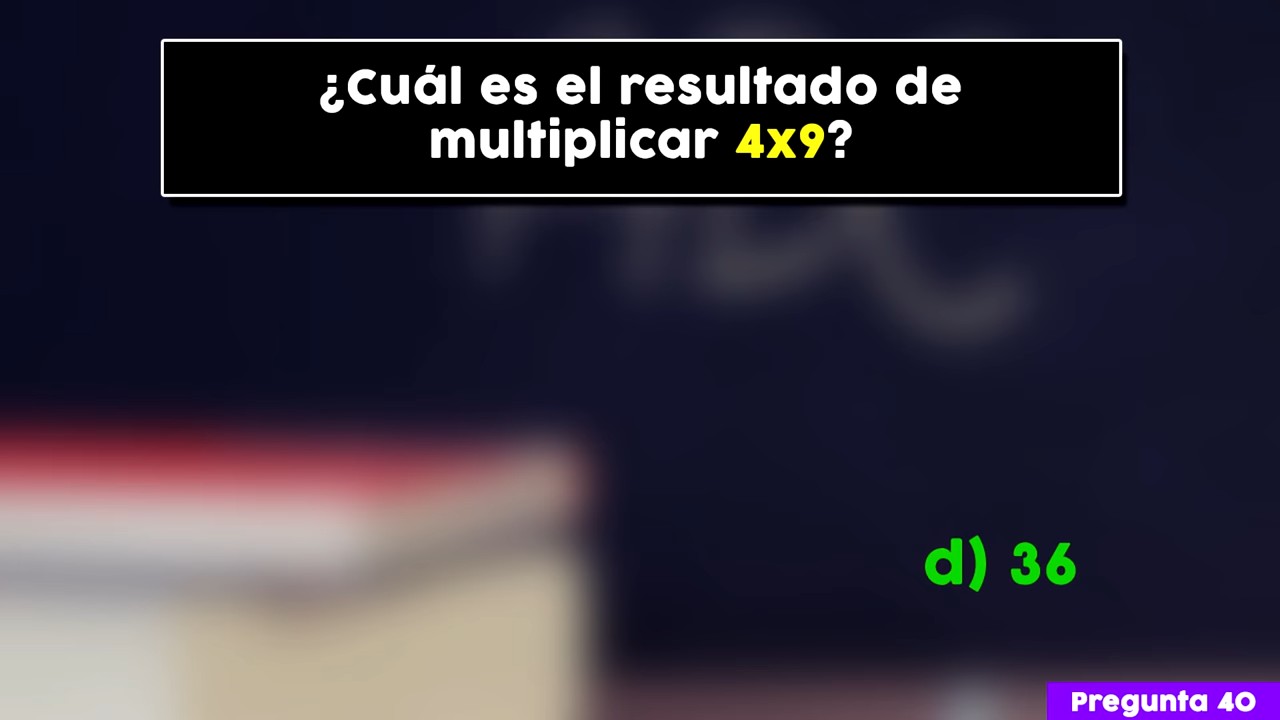 ¿Cuál es el resultado de
multiplicar 4x9?
d) 36
Pregunta 40